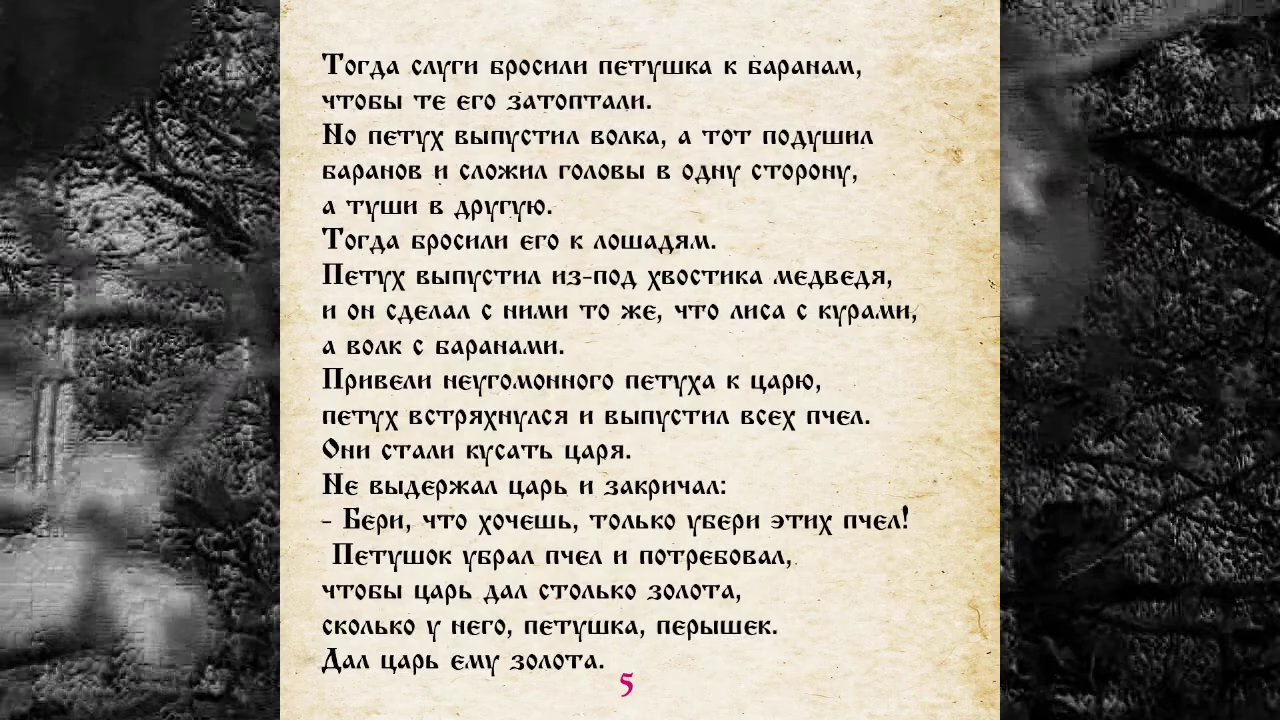 Тогда слуги бросили петушка к баранам,
чтобы те его затоптали.
Но петух выпустил волка, а тот подушил
баранов и сложил головы в одну сторону,
а туши в другую.
Тогда бросили его к лошадям.
Петух выпустил из-под хвостика медведя,
и он сделал с ними то же, что лиса с курами,
а волк с баранами.
Привели неугомонного петуха к царю,
петух встряхнулся и выпустил всех пчел.
Они стали кусать царя.
Не выдержал царь и закричал:
- Бери, что хочешь, только убери этих пчел!
Петушок убрал пчел и потребовал,
чтобы царь дал столько золота,
сколько у него, петушка, перышек.
Дал царь ему золота.
5